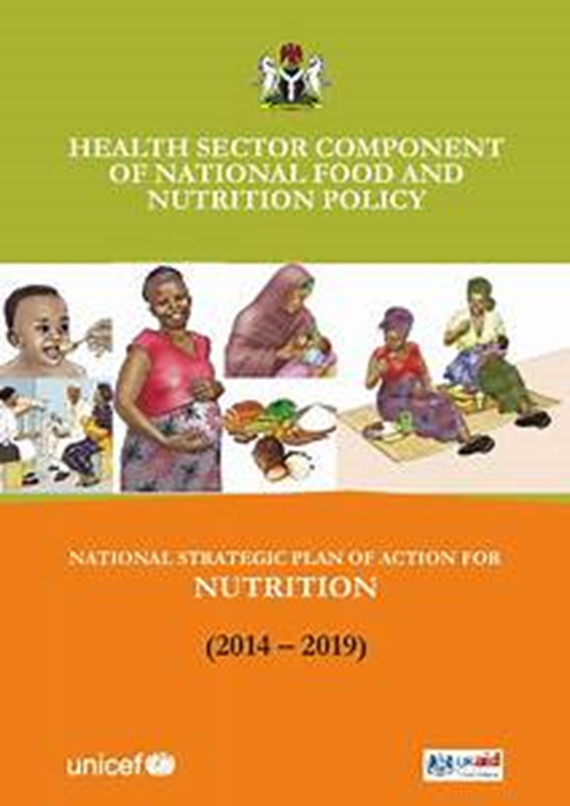 HEALTH SECTOR COMPONENT
OF NATIONAL FOOD AND
NUTRITION POLICY
NATIONAL STRATEGIC PLAN OF ACTION FOR
NUTRITION
(2014 – 2019)
unicef
ukaid